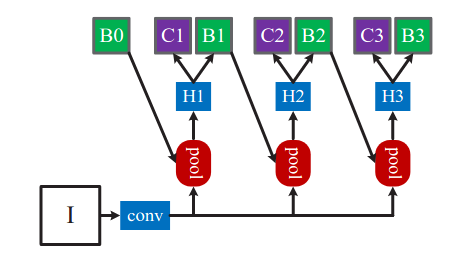 B0 C1 B1 C2 B2 C3 B3
H1 H2 H3
pool pool pool
I conv